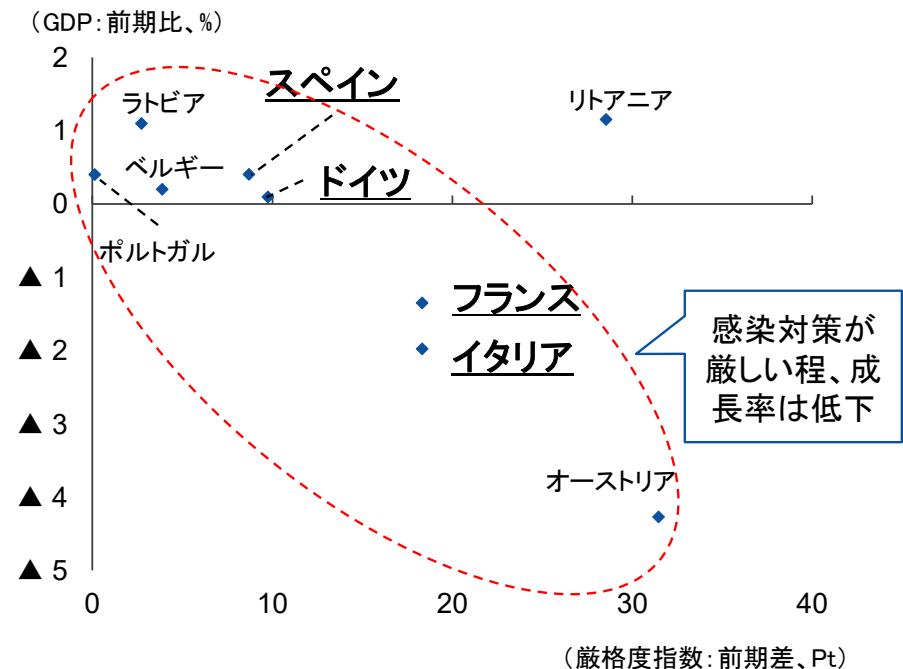 （GDP：前期比、%）
2
スペイン
ラトビア
リトアニア
1
ベルギー
ドイツ
0
ポルトガル
▲ 1
フランス
感染対策が
▲ 2
イタリア
厳しい程、成
長率は低下
▲ 3
▲ 4
オーストリア
▲ 5
0 10 20 30 40
（厳格度指数：前期差、Pt）